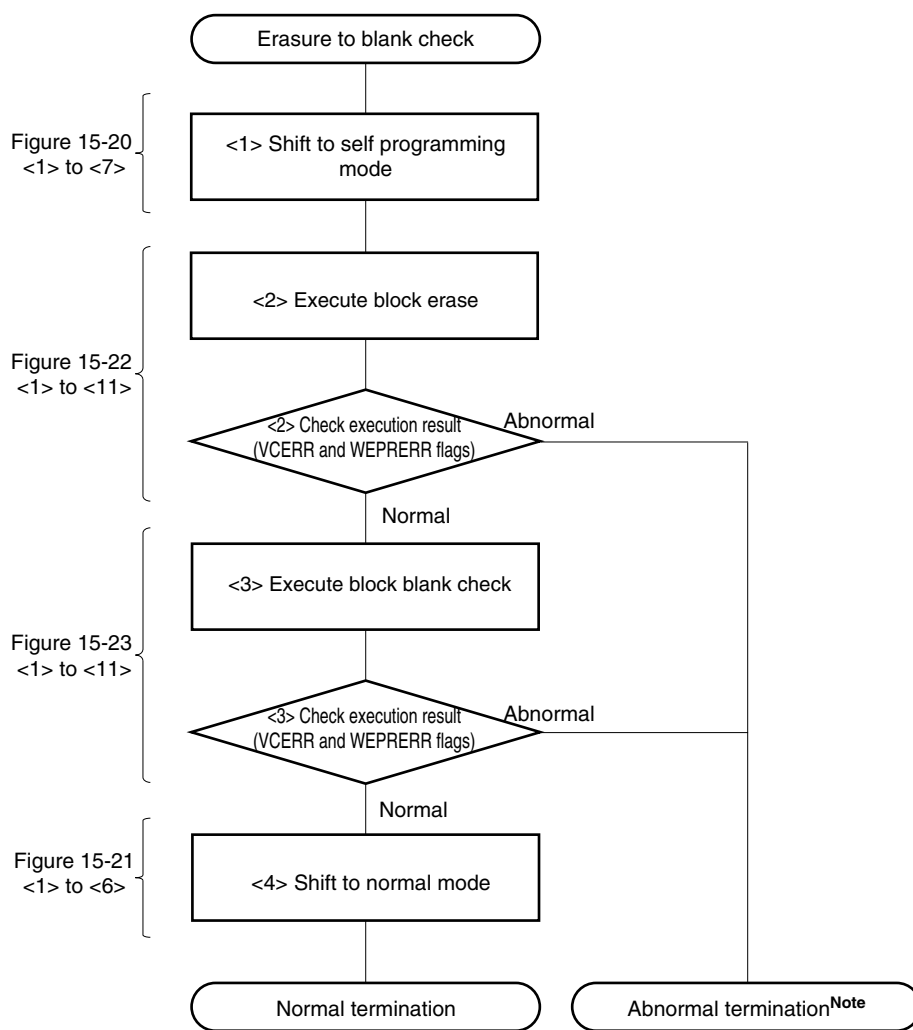 Erasure to blank check
Figure 15-20
<1> to <7>
<1> Shift to self programming
mode
<2> Execute block erase
Figure 15-22
<1> to <11>
<2> Check execution result
(VCERR and WEPRERR flags)
Abnormal
Normal
<3> Execute block blank check
Figure 15-23
<1> to <11>
<3> Check execution result
(VCERR and WEPRERR flags)
Abnormal
Normal
Figure 15-21
<1> to <6>
<4> Shift to normal mode
Normal termination
Abnormal termination Note